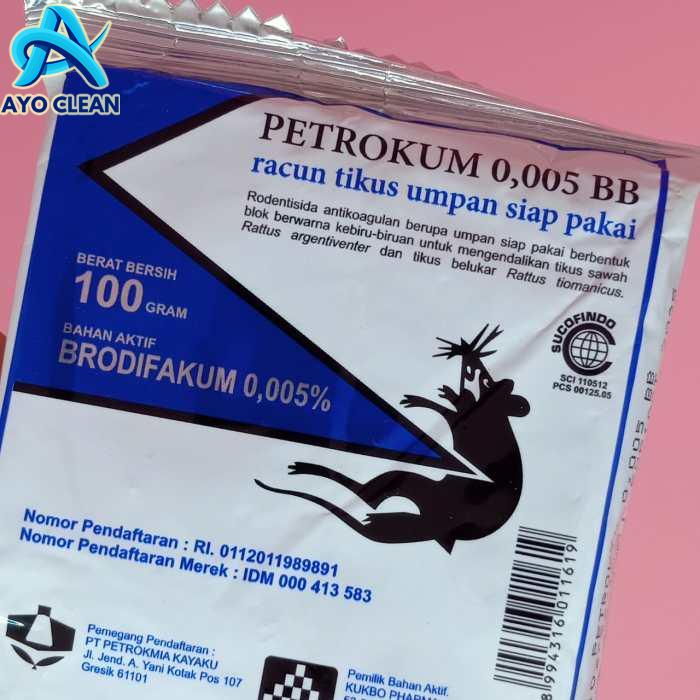 AYO CLEAN
PETROKUM 0,005 BB
racun tikus umpan siap pakai
Rodentisida antikoagulan berupa umpan siap pakai berbentuk
blok berwarna kebiru-biruan untuk mengendalikan tikus sawah
Rattus argentiventer dan tikus belukar Rattus tiomanicus.
BERAT BERSIH
100 GRAM
BAHAN AKTIF
BRODIFAKUM 0,005%
SUCOFINDO
SCI 110512
PCS 00125.05
Nomor Pendaftaran : RI. 0112011989891
Nomor Pendaftaran Merek : IDM 000 413 583
8994316011619
Pemegang Pendaftaran :
PT PETROKMIA KAYAKU
Jl. Jend. A. Yani Kolak Pos 107
Gresik 61101
Pemilik Bahan Aktif.